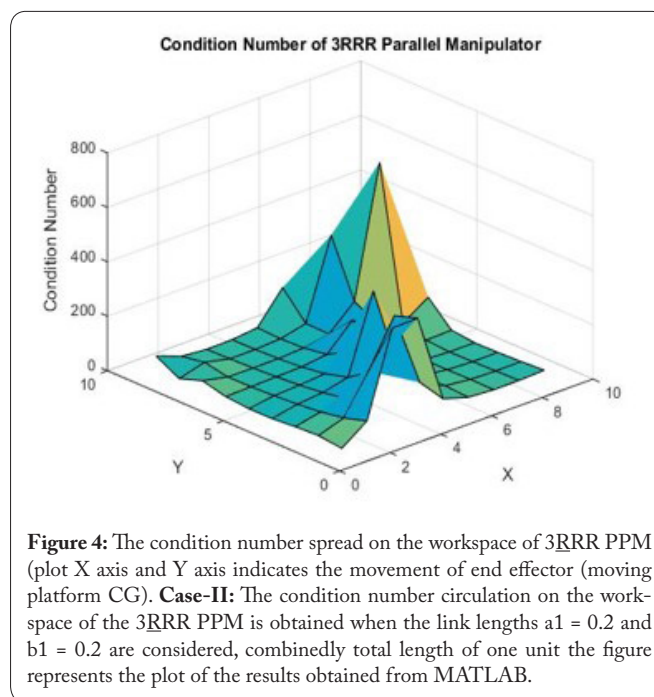 Condition Number of 3RRR Parallel Manipulator
Condition Number
800
600
400
200
0
10
5
0
Y
0
2
4
6
8
10
X
Figure 4: The condition number spread on the workspace of 3RRR PPM
(plot X axis and Y axis indicates the movement of end effector (moving
platform CG). Case-II: The condition number circulation on the work-
space of the 3RRR PPM is obtained when the link lengths a1 = 0.2 and
b1 = 0.2 are considered, combinedly total length of one unit the figure
represents the plot of the results obtained from MATLAB.